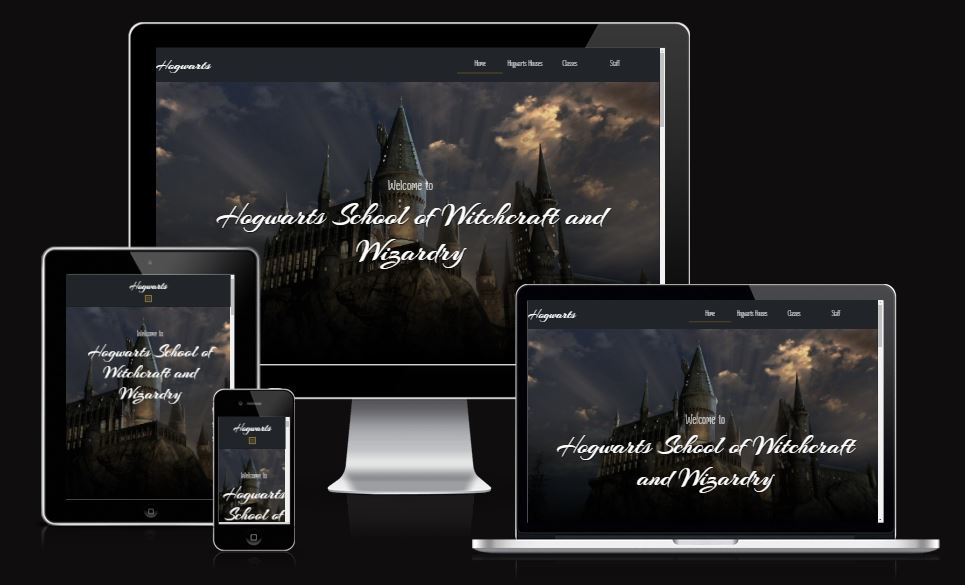 Hogwarts
Home Hogwarts Houses Classes Staff
Welcome to
Hogwarts School of Witchcraft and
Wizardry
Hogwarts
Welcome to
Hogwarts School of
Witchcraft and
Wizardry
Hogwarts
Welcome to
Hogwarts
School of
Hogwarts
Home Hogwarts Houses Classes Staff
Welcome to
Hogwarts School of Witchcraft
and Wizardry